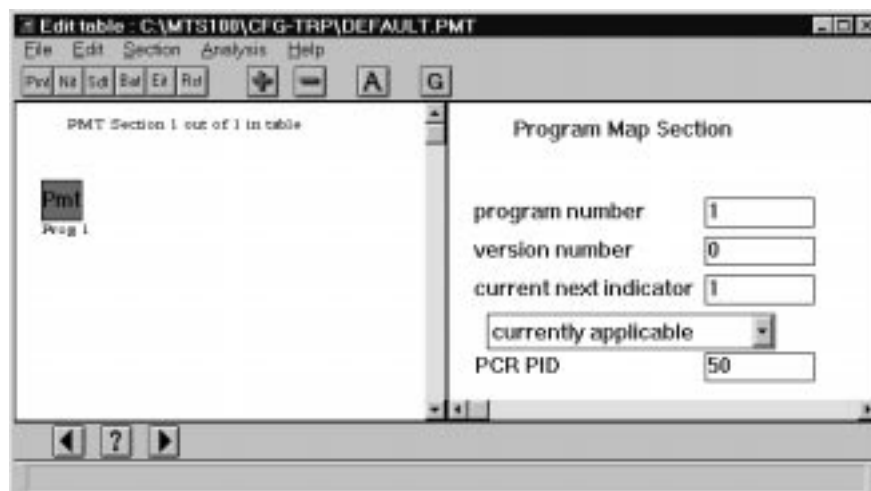 Edit table : C:\MTS100\CFG-TRP\DEFAULT.PMT
File Edit Section Analysis Help
Pmt Nit Sdt Bat Eit Rst A G
PMT Section 1 out of 1 in table
Pmt
Prog 1
Program Map Section
program number 1
version number 0
current next indicator 1
currently applicable
PCR PID 50
?